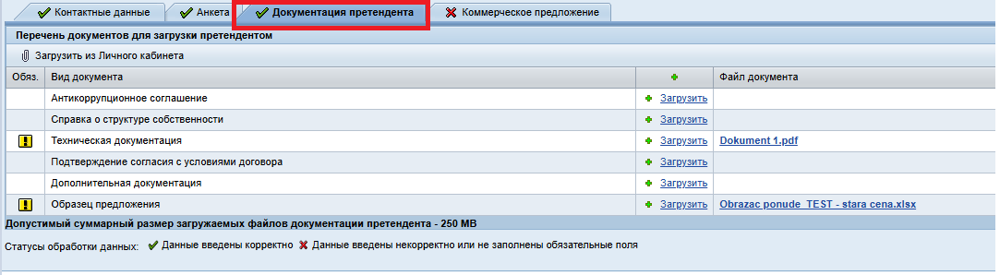 Контактные данные Анкета Документация претендента Коммерческое предложение
Перечень документов для загрузки претендентом
Загрузить из Личного кабинета
Обяз. Вид документа Файл документа
Антикоррупционное соглашение Загрузить
Справка о структуре собственности Загрузить
Техническая документация Загрузить Dokument 1.pdf
Подтверждение согласия с условиями договора Загрузить
Дополнительная документация Загрузить
Образец предложения Загрузить Obrazac ponude_TEST - stara cena.xlsx
Допустимый суммарный размер загружаемых файлов документации претендента - 250 MB
Статусы обработки данных: Данные введены корректно Данные введены некорректно или не заполнены обязательные поля